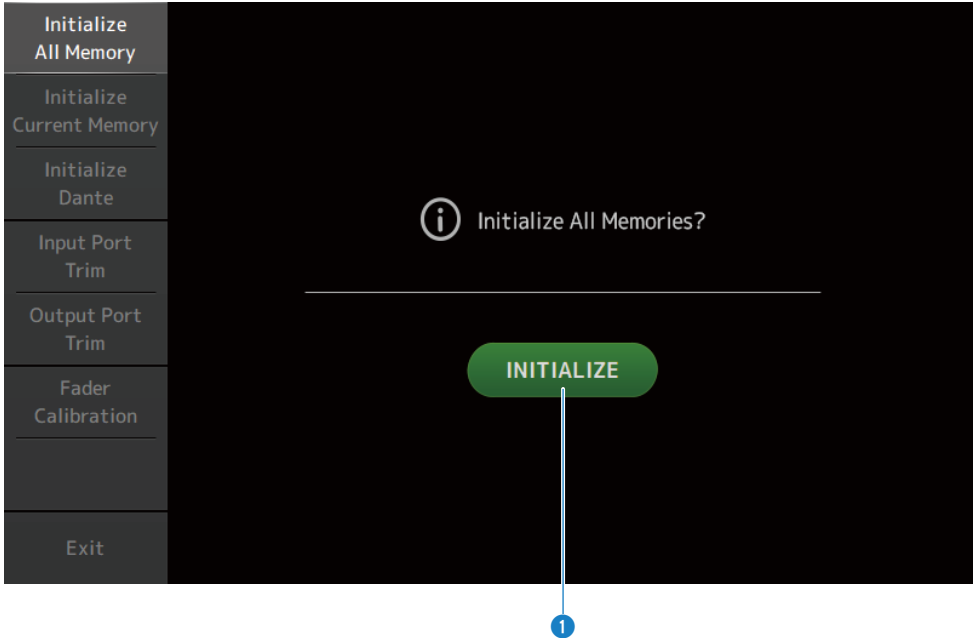 Initialize
All Memory
Initialize
Current Memory
Initialize
Dante
Input Port
Trim
Output Port
Trim
Fader
Calibration
Exit
Initialize All Memories?
INITIALIZE
1